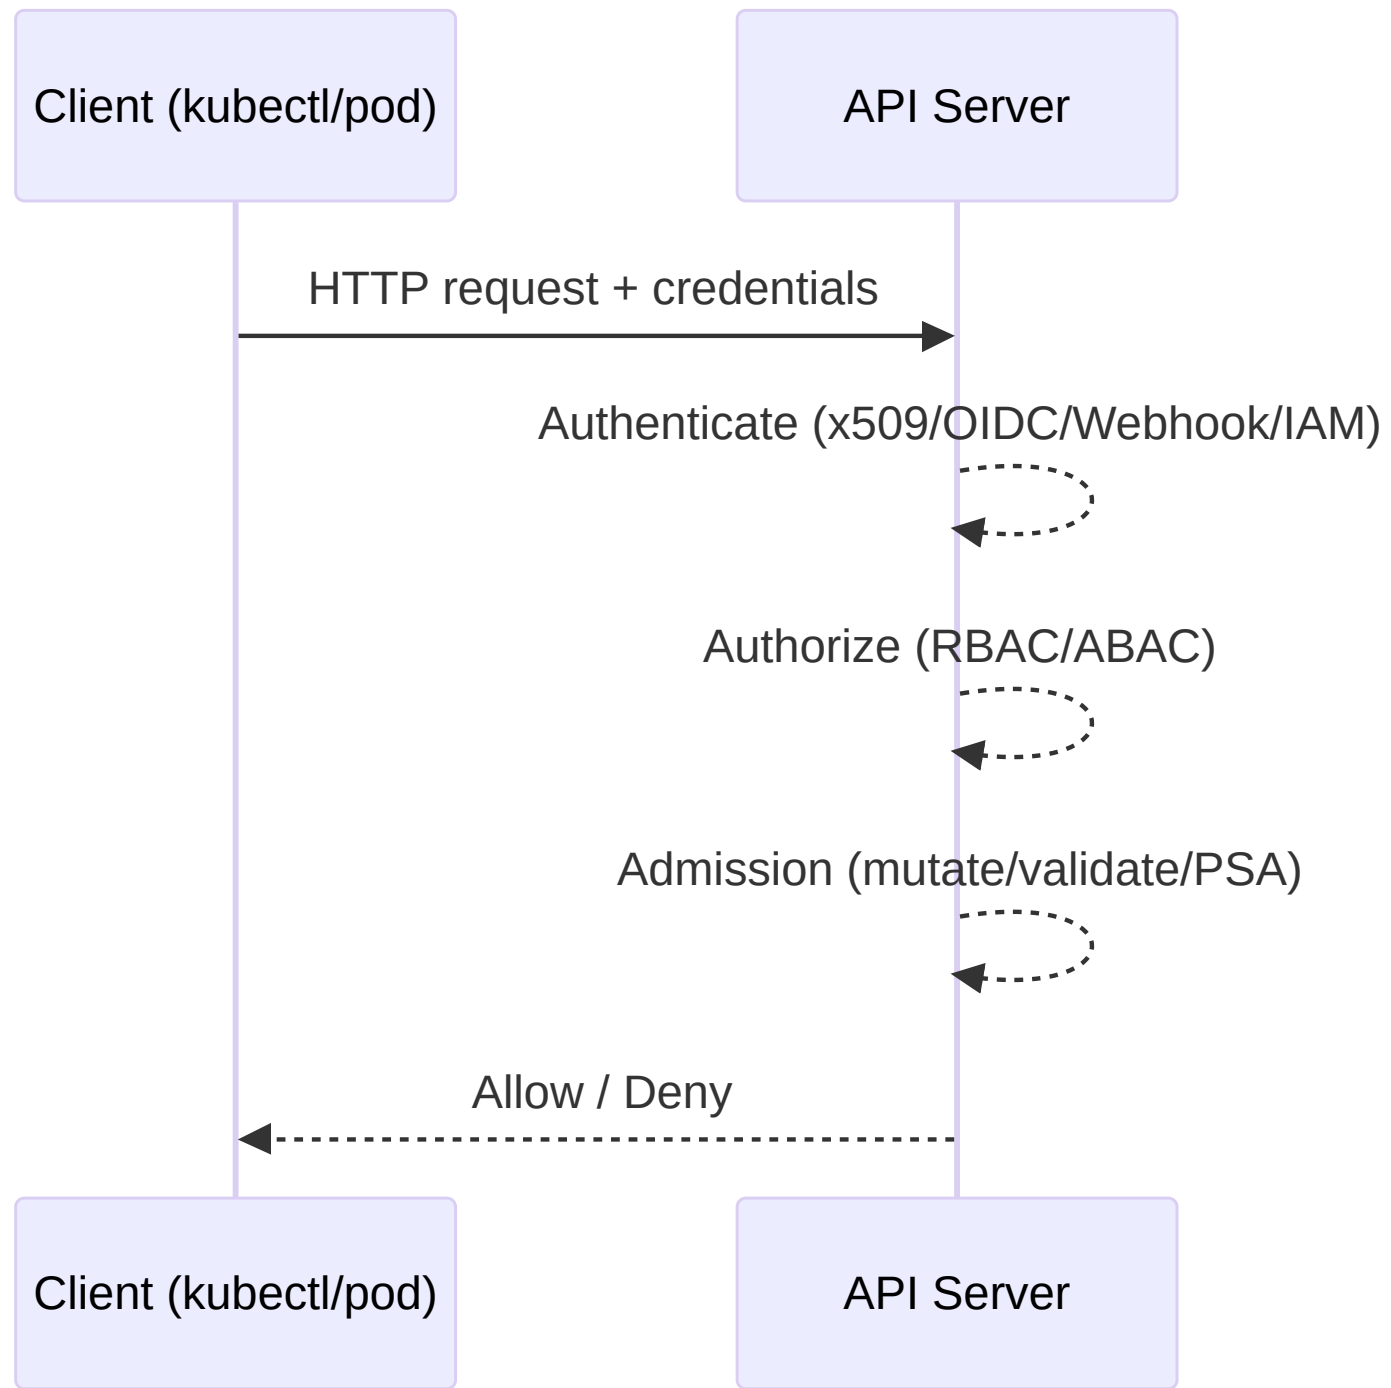 Client (kubectl/pod)
API Server
HTTP request + credentials
Authenticate (x509/OIDC/Webhook/IAM)
Authorize (RBAC/ABAC)
Admission (mutate/validate/PSA)
Allow / Deny
Client (kubectl/pod)
API Server